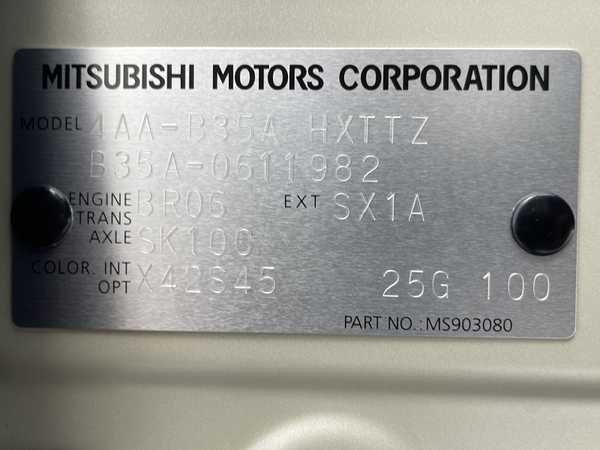 MITSUBISHI MOTORS CORPORATION
MODEL 4AA-B35A HXTTZ
B35A-0611982
ENGINE BR06 EXT SX1A
TRANS
AXLE SK10G
COLOR. INT X42S45 25G 100
OPT
PART NO.:MS903080